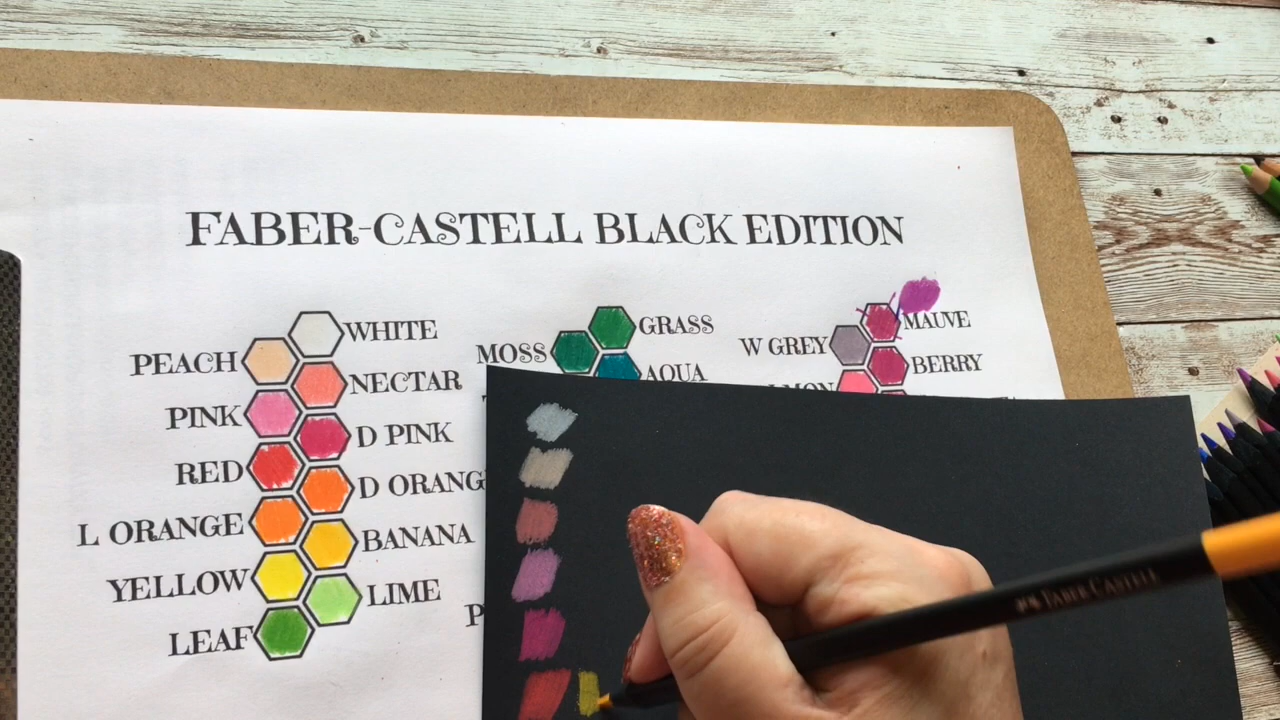 FABER-CASTELL BLACK EDITION
WHITE
PEACH
NECTAR
PINK
D PINK
RED
D ORANG
L ORANGE
BANANA
YELLOW
LIME
LEAF
GRASS
MOSS
AQUA
MAUVE
W GREY
BERRY
FABER-CASTELL